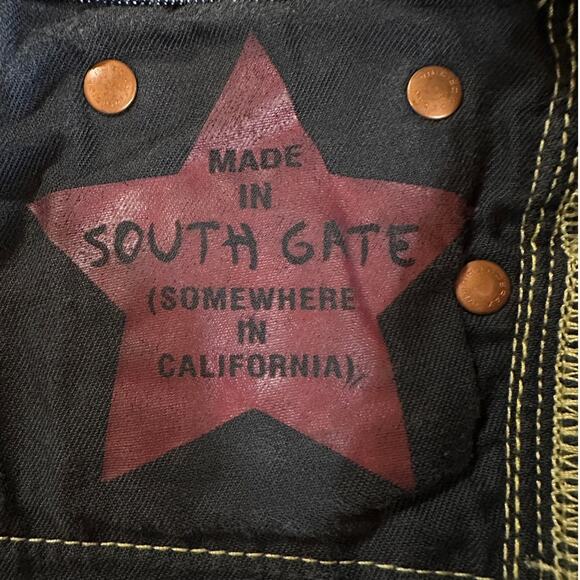 MADE
IN
SOUTH GATE
(SOMEWHERE
IN
CALIFORNIA)